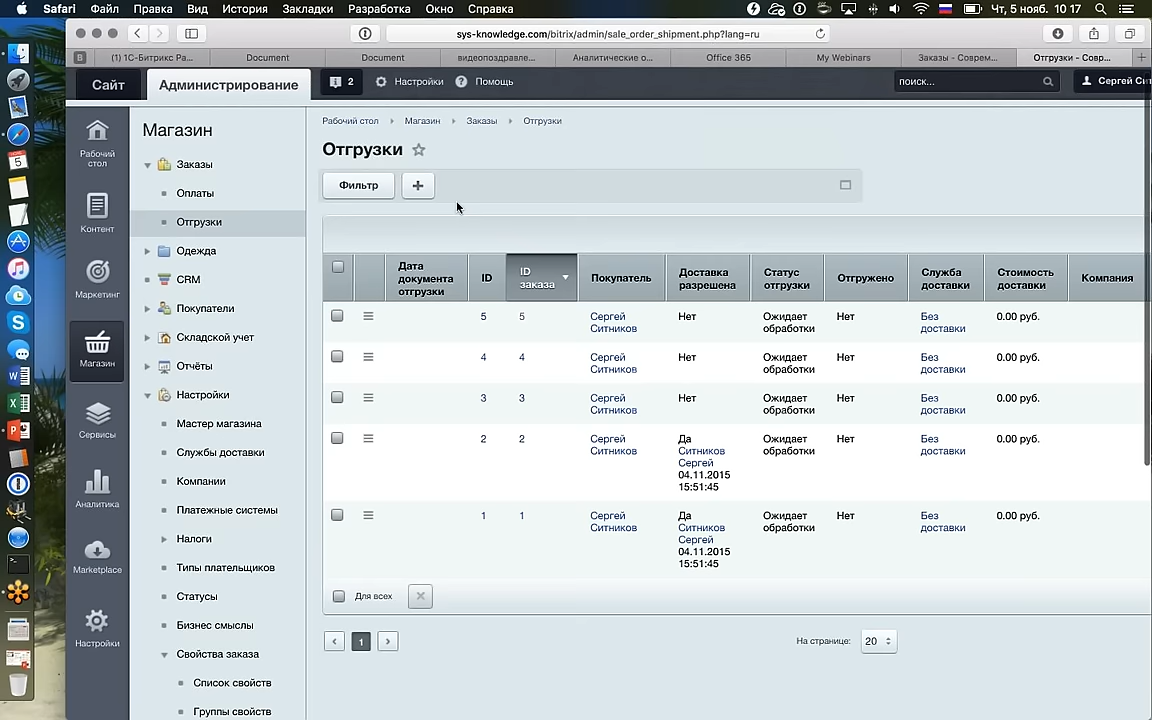 Safari Файл Правка Вид История Закладки Разработка Окно Справка Чт, 5 нояб. 10 17
sys-knowledge.com/bitrix/admin/sale_order_shipment.php?lang=ru
(1) 1С-Битрикс Ра... Document Document видеопоздравле... Аналитические о... Office 365 My Webinars Заказы - Соврем... Отгрузки - Совр...
Сайт Администрирование 2 Настройки Помощь поиск... Сергей Сит
Рабочий стол Магазин Заказы Отгрузки
Отгрузки
Фильтр +
Рабочий
стол
Контент
Маркетинг
Магазин
Сервисы
Аналитика
Marketplace
Настройки
Магазин
Заказы
Оплаты
Отгрузки
Одежда
CRM
Покупатели
Складской учет
Отчёты
Настройки
Мастер магазина
Службы доставки
Компании
Платежные системы
Налоги
Типы плательщиков
Статусы
Бизнес смыслы
Свойства заказа
Список свойств
Группы свойств
Дата документа отгрузки ID ID заказа Покупатель Доставка разрешена Статус отгрузки Отгружено Служба доставки Стоимость доставки Компания
5 5 Сергей Ситников Нет Ожидает обработки Нет Без доставки 0.00 руб.
4 4 Сергей Ситников Нет Ожидает обработки Нет Без доставки 0.00 руб.
3 3 Сергей Ситников Нет Ожидает обработки Нет Без доставки 0.00 руб.
2 2 Сергей Ситников Да Ситников Сергей 04.11.2015 15:51:45 Ожидает обработки Нет Без доставки 0.00 руб.
1 1 Сергей Ситников Да Ситников Сергей 04.11.2015 15:51:45 Ожидает обработки Нет Без доставки 0.00 руб.
Для всех
1
На странице: 20